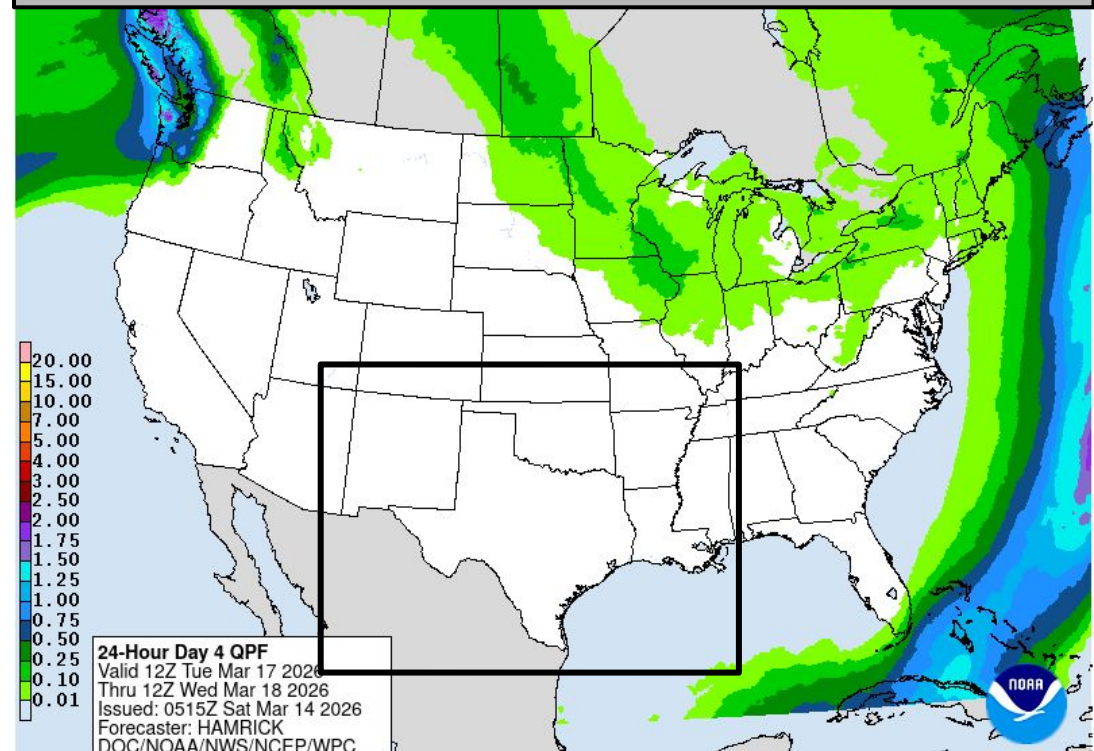 20.00
15.00
10.00
7.00
5.00
4.00
3.00
2.50
2.00
1.75
1.50
1.25
1.00
0.75
0.50
0.25
0.10
0.01
24-Hour Day 4 QPF
Valid 12Z Tue Mar 17 2026
Thru 12Z Wed Mar 18 2026
Issued: 0515Z Sat Mar 14 2026
Forecaster: HAMRICK
DOC/NOAA/NWS/NCEP/WPC
NOAA